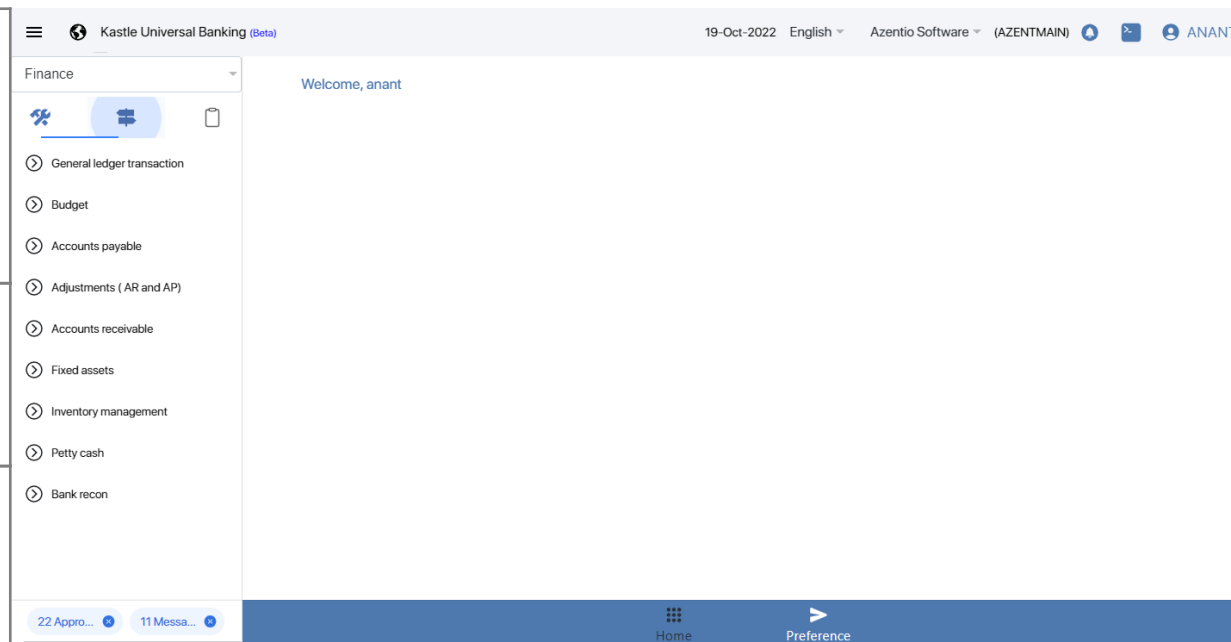 Kastle Universal Banking (Beta) 19-Oct-2022 English Azentio Software (AZENTMAIN) ANANT
Finance
Welcome, anant
General ledger transaction
Budget
Accounts payable
Adjustments ( AR and AP)
Accounts receivable
Fixed assets
Inventory management
Petty cash
Bank recon
22 Appro... 11 Messa...
Home Preference